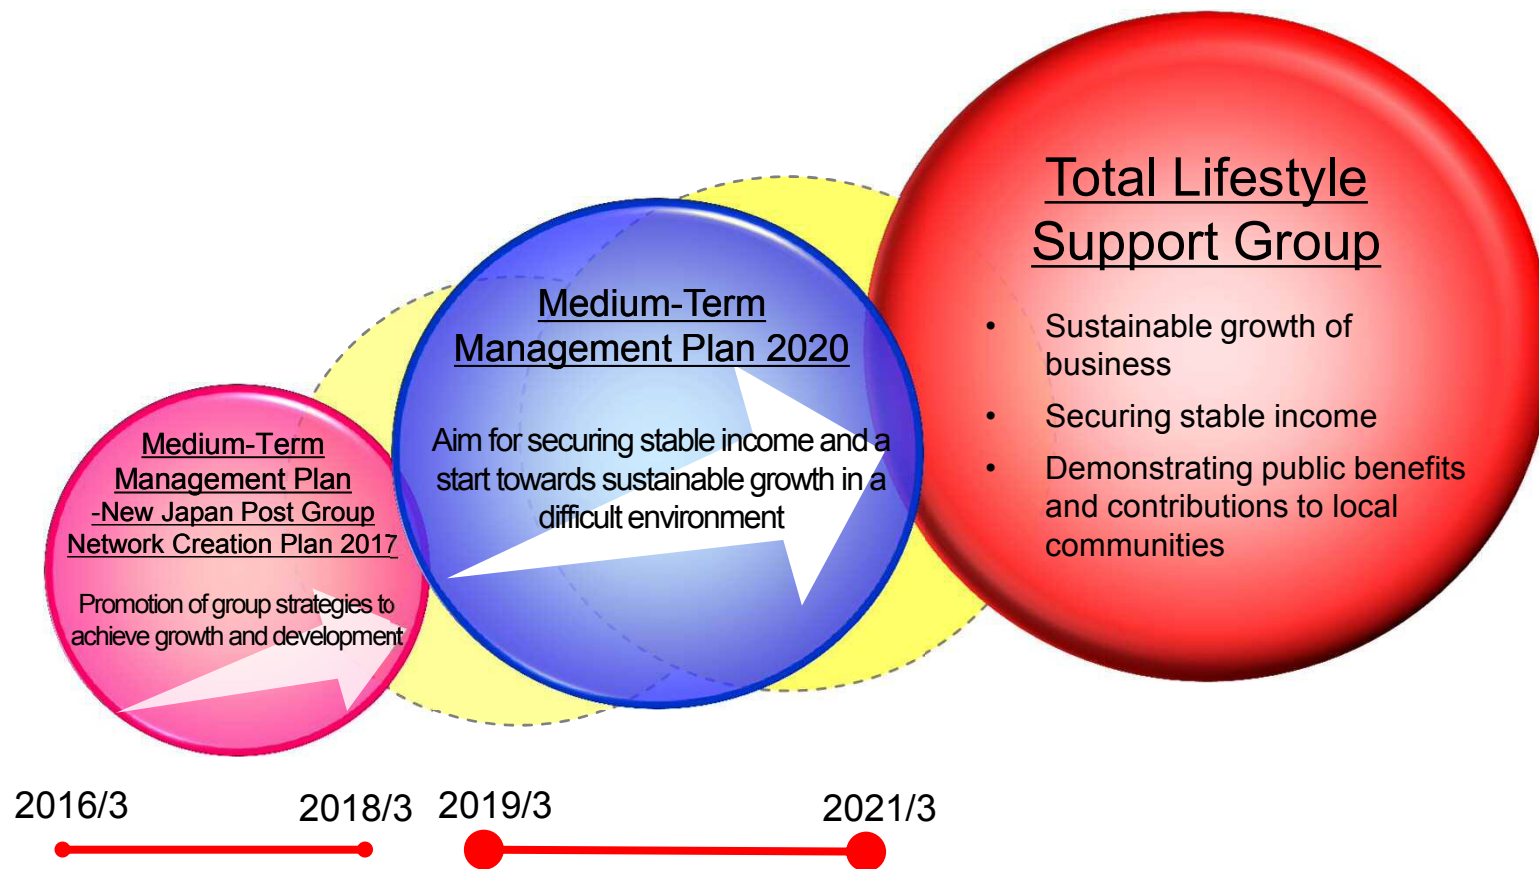 Total Lifestyle
Support Group
• Sustainable growth of
business
• Securing stable income
• Demonstrating public benefits
and contributions to local
communities
Medium-Term
Management Plan 2020
Aim for securing stable income and a
start towards sustainable growth in a
difficult environment
Medium-Term
Management Plan
-New Japan Post Group
Network Creation Plan 2017
Promotion of group strategies to
achieve growth and development
2016/3
2018/3
2019/3
2021/3